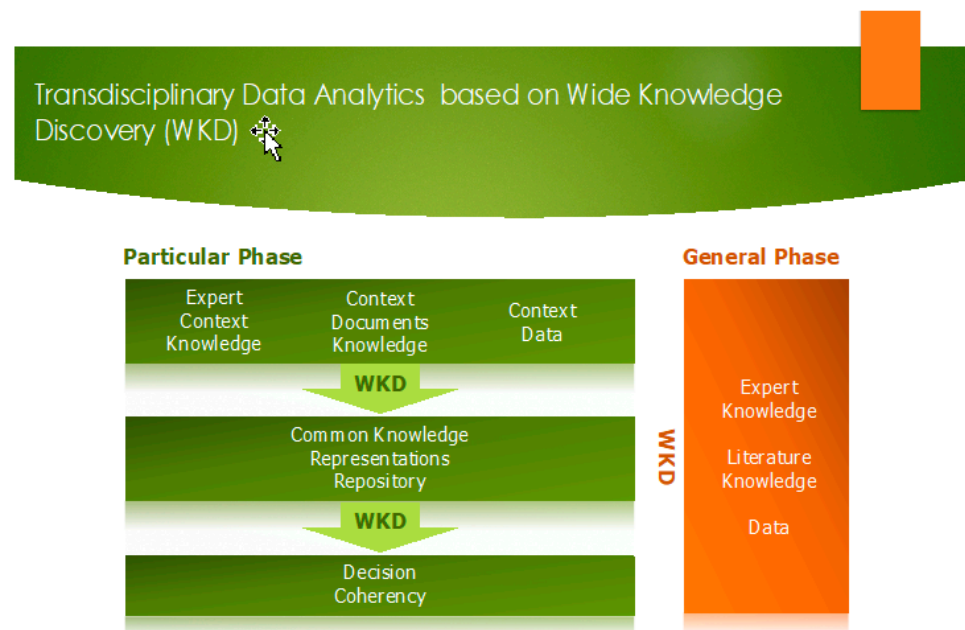 Transdisciplinary Data Analytics based on Wide Knowledge
Discovery (WKD)
Particular Phase
Expert
Context
Knowledge
Context
Documents
Knowledge
Context
Data
WKD
Common Knowledge
Representations
Repository
WKD
Decision
Coherency
WKD
General Phase
Expert
Knowledge
Literature
Knowledge
Data